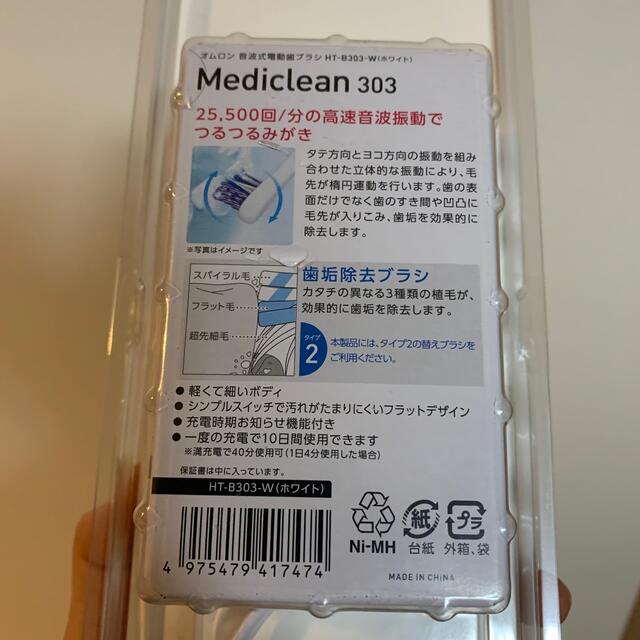 オムロン 音波式電動歯ブラシ HT-B303-W(ホワイト)
Mediclean 303
25,500回/分の高速音波振動で
つるつるみがき
タテ方向とヨコ方向の振動を組み
合わせた立体的な振動により、毛
先が楕円運動を行います。歯の表
面だけでなく歯のすき間や凹凸に
毛先が入りこみ、歯垢を効果的に
除去します。
※写真はイメージです
スパイラル毛
フラット毛
超先細毛
歯垢除去ブラシ
カタチの異なる3種類の植毛が、
効果的に歯垢を除去します。
タイプ
2
本製品には、タイプ2の替えブラシを
ご利用ください。
● 軽くて細いボディ
● シンプルスイッチで汚れがたまりにくいフラットデザイン
● 充電時期お知らせ機能付き
● 一度の充電で10日間使用できます
※満充電で40分使用可(1日4分使用した場合)
保証書は中に入っています。
HT-B303-W(ホワイト)
4 975479 417474
Ni-MH
紙
台紙
プラ
外箱、袋
MADE IN CHINA